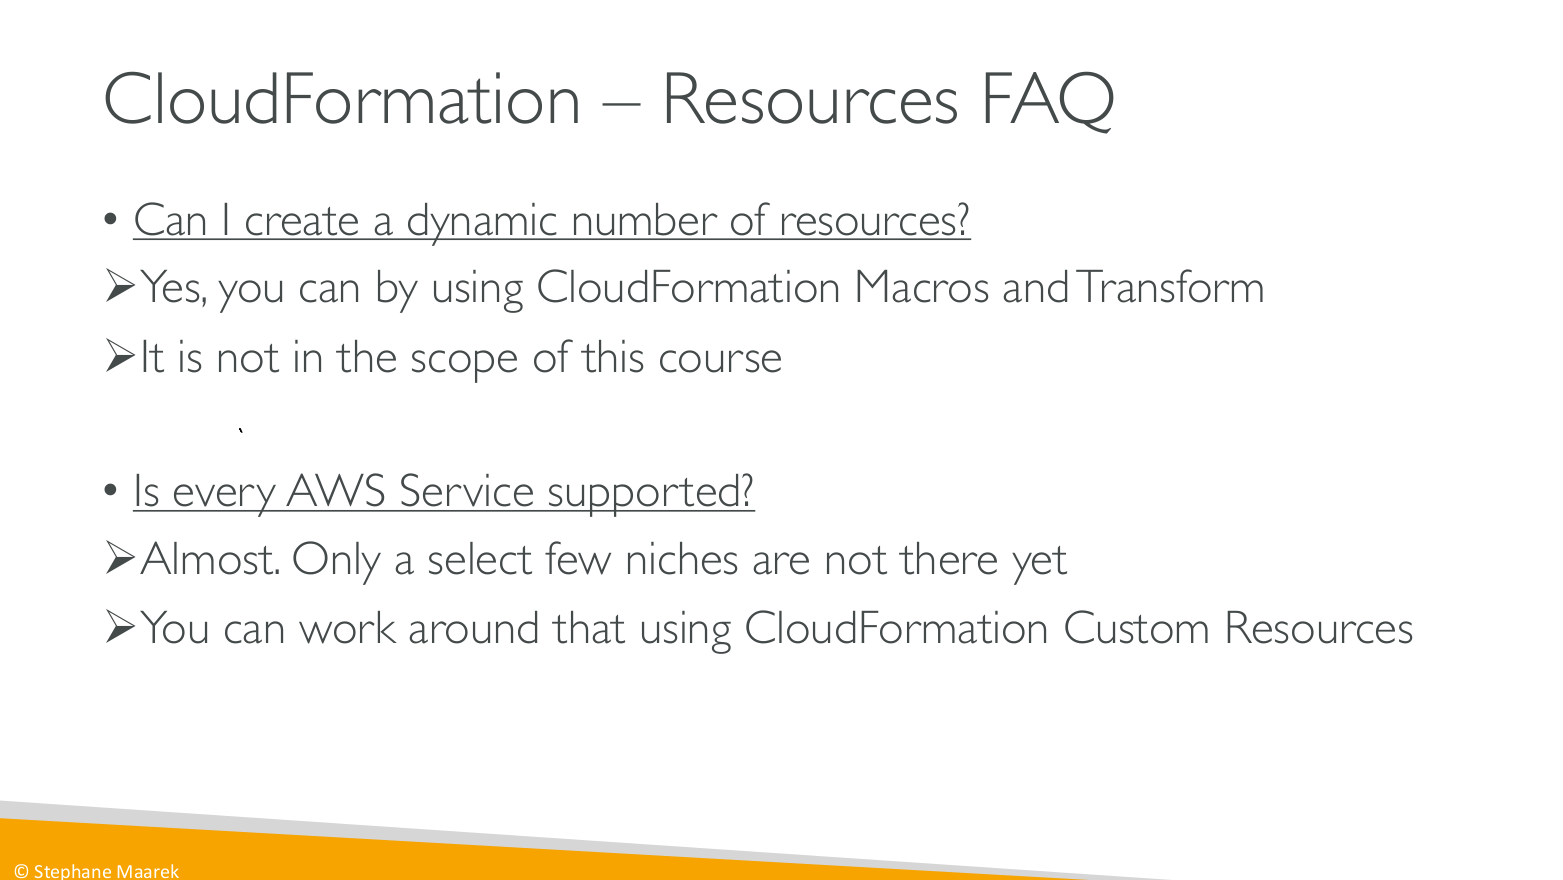 CloudFormation – Resources FAQ
• Can I create a dynamic number of resources?
➢Yes, you can by using CloudFormation Macros and Transform
➢It is not in the scope of this course
• Is every AWS Service supported?
➢Almost. Only a select few niches are not there yet
➢You can work around that using CloudFormation Custom Resources
© Stephane Maarek